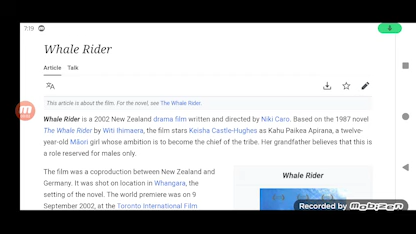 7:19
Whale Rider
Article Talk
This article is about the film. For the novel, see The Whale Rider.
Whale Rider is a 2002 New Zealand drama film written and directed by Niki Caro. Based on the 1987 novel
The Whale Rider by Witi Ihimaera, the film stars Keisha Castle-Hughes as Kahu Paikea Apirana, a twelve-
year-old Māori girl whose ambition is to become the chief of the tribe. Her grandfather believes that this is
a role reserved for males only.
The film was a coproduction between New Zealand and
Germany. It was shot on location in Whangara, the
setting of the novel. The world premiere was on 9
September 2002, at the Toronto International Film
Whale Rider
Recorded by Mobizen